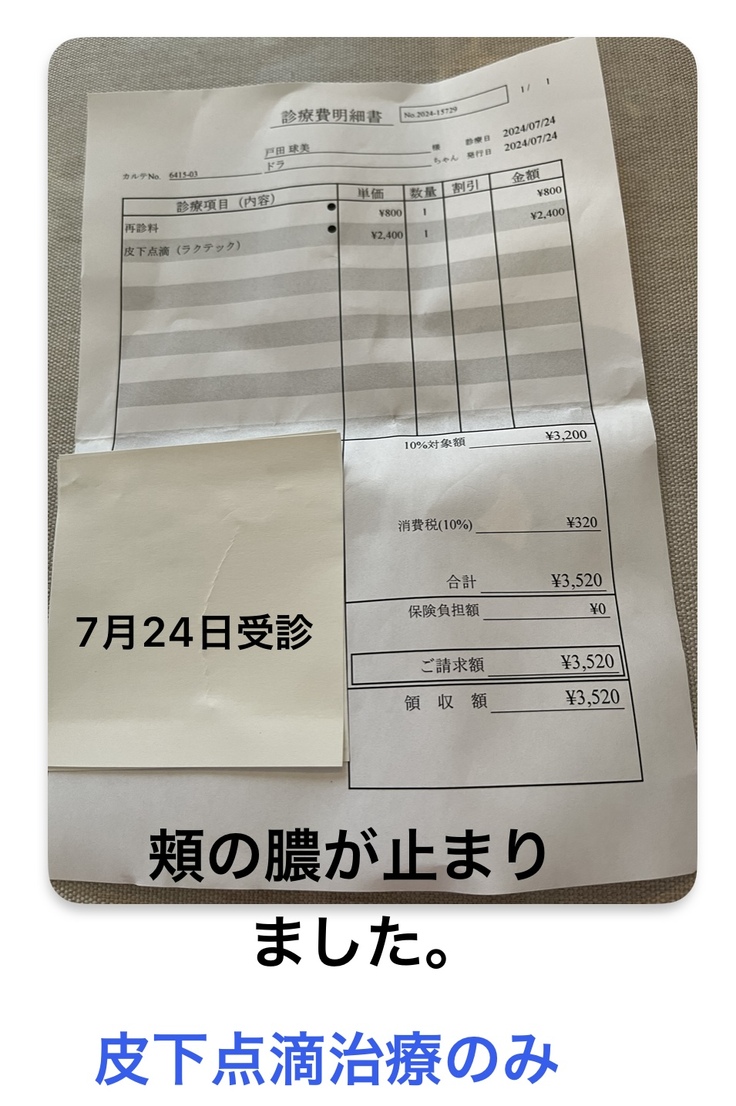 診療費明細書
No.2024-15729
1/ 1
戸田 球美 様
ドラ ちゃん
診療日 2024/07/24
発行日 2024/07/24
カルテNo. 6415-03
診療項目（内容） 単価 数量 割引 金額
再診料 ● ¥800 1 ¥800
皮下点滴（ラクテック） ● ¥2,400 1 ¥2,400
10%対象額 ¥3,200
消費税(10%) ¥320
合計 ¥3,520
保険負担額 ¥0
ご請求額 ¥3,520
領 収 額 ¥3,520
7月24日受診
頬の膿が止まり
ました。
皮下点滴治療のみ